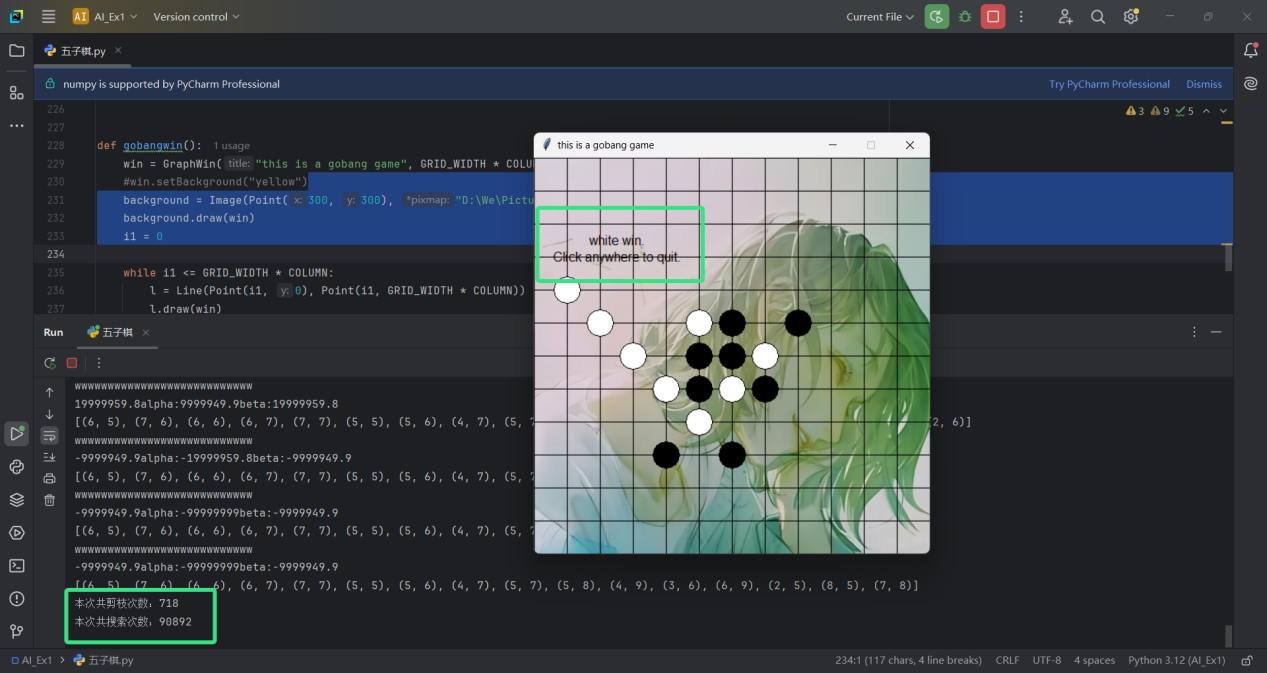 AI AI_Ex1 Version control Current File
五子棋.py
numpy is supported by PyCharm Professional Try PyCharm Professional Dismiss
226 3 9 5
227
228 def gobangwin(): 1 usage
229 win = GraphWin( title: "this is a gobang game", GRID_WIDTH * COLU
230 #win.setBackground("yellow")
231 background = Image(Point( x: 300, y: 300), *pixmap: "D:\We\Pictu
232 background.draw(win)
233 i1 = 0
234
235 while i1 <= GRID_WIDTH * COLUMN:
236 l = Line(Point(i1, y: 0), Point(i1, GRID_WIDTH * COLUMN))
237 l.draw(win)
this is a gobang game
white win.
Click anywhere to quit.
Run 五子棋
wwwwwwwwwwwwwwwwwwwwwwwwwww
19999959.8alpha:9999949.9beta:19999959.8
[(6, 5), (7, 6), (6, 6), (6, 7), (7, 7), (5, 5), (5, 6), (4, 7), (5, 7 2, 6)]
wwwwwwwwwwwwwwwwwwwwwwwwwww
-9999949.9alpha:-19999959.8beta:-9999949.9
[(6, 5), (7, 6), (6, 6), (6, 7), (7, 7), (5, 5), (5, 6), (4, 7), (5, 7
wwwwwwwwwwwwwwwwwwwwwwwwwww
-9999949.9alpha:-99999999beta:-9999949.9
[(6, 5), (7, 6), (6, 6), (6, 7), (7, 7), (5, 5), (5, 6), (4, 7), (5, 7
wwwwwwwwwwwwwwwwwwwwwwwwwww
-9999949.9alpha:-99999999beta:-9999949.9
[(6, 5), (7, 6), (6, 6), (6, 7), (7, 7), (5, 5), (5, 6), (4, 7), (5, 7), (5, 8), (4, 9), (3, 6), (6, 9), (2, 5), (8, 5), (7, 8)]
本次共剪枝次数：718
本次共搜索次数：90892
AI_Ex1 > 五子棋.py 234:1 (117 chars, 4 line breaks) CRLF UTF-8 4 spaces Python 3.12 (AI_Ex1)